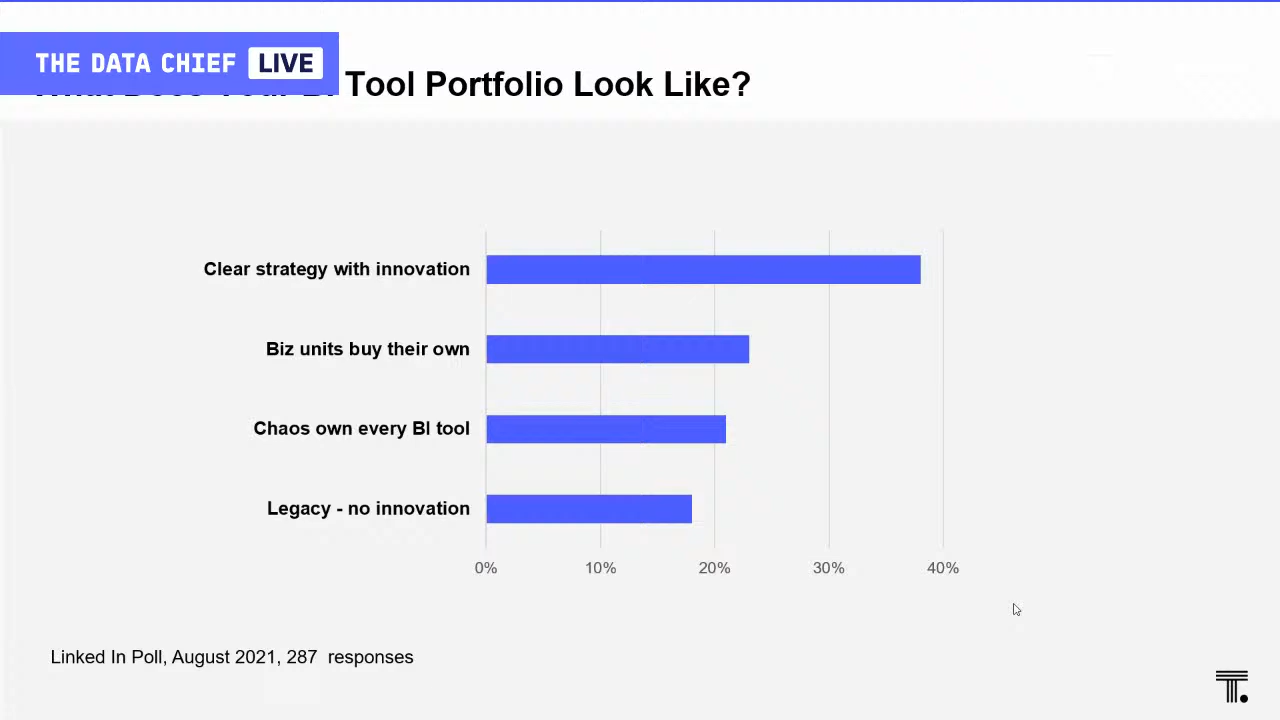 THE DATA CHIEF LIVE
Tool Portfolio Look Like?
Clear strategy with innovation
Biz units buy their own
Chaos own every BI tool
Legacy - no innovation
0% 10% 20% 30% 40%
Linked In Poll, August 2021, 287 responses
T.